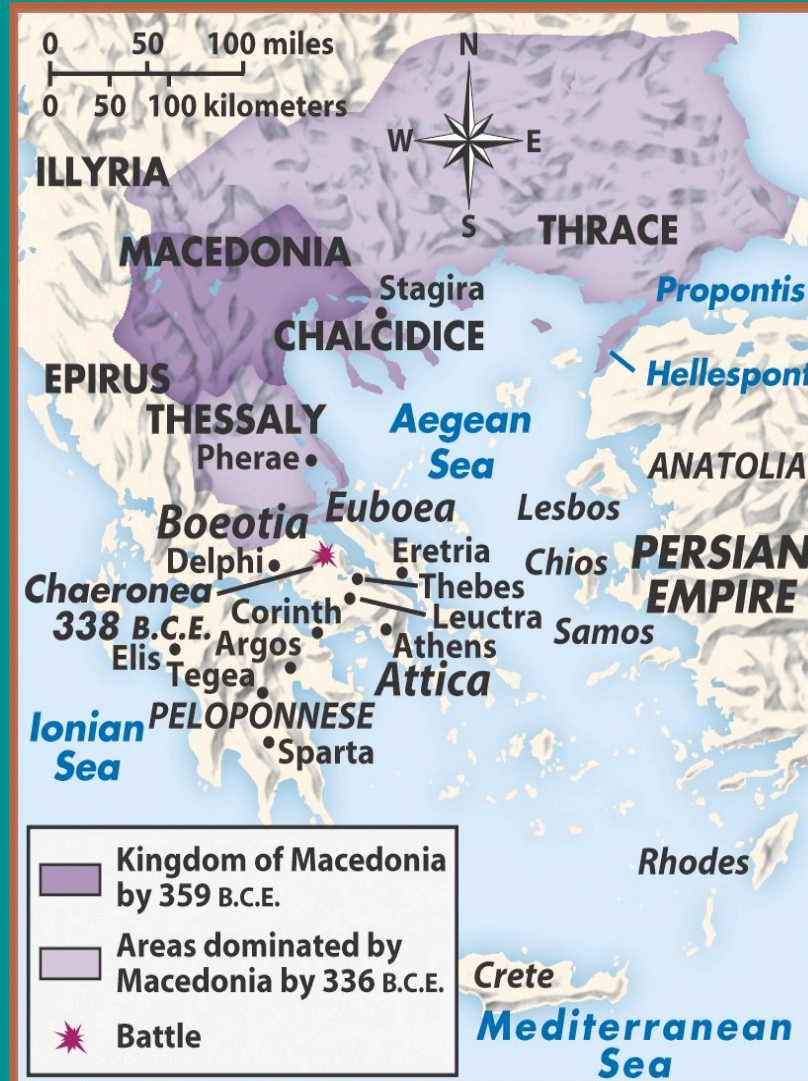 0 50 100 miles
0 50 100 kilometers
N
W E
S
ILLYRIA
THRACE
MACEDONIA
Stagira
Propontis
CHALCIDICE
Hellespont
EPIRUS
THESSALY
Aegean
Sea
Pherae
ANATOLIA
Boeotia
Euboea
Lesbos
Delphi
Eretria
Chios
PERSIAN
EMPIRE
Chaeronea
338 B.C.E.
Thebes
Corinth
Leuctra
Samos
Elis
Argos
Athens
Tegea
Attica
Ionian
Sea
PELOPONNESE
Sparta
Kingdom of Macedonia
by 359 B.C.E.
Rhodes
Areas dominated by
Macedonia by 336 B.C.E.
Crete
Battle
Mediterranean
Sea